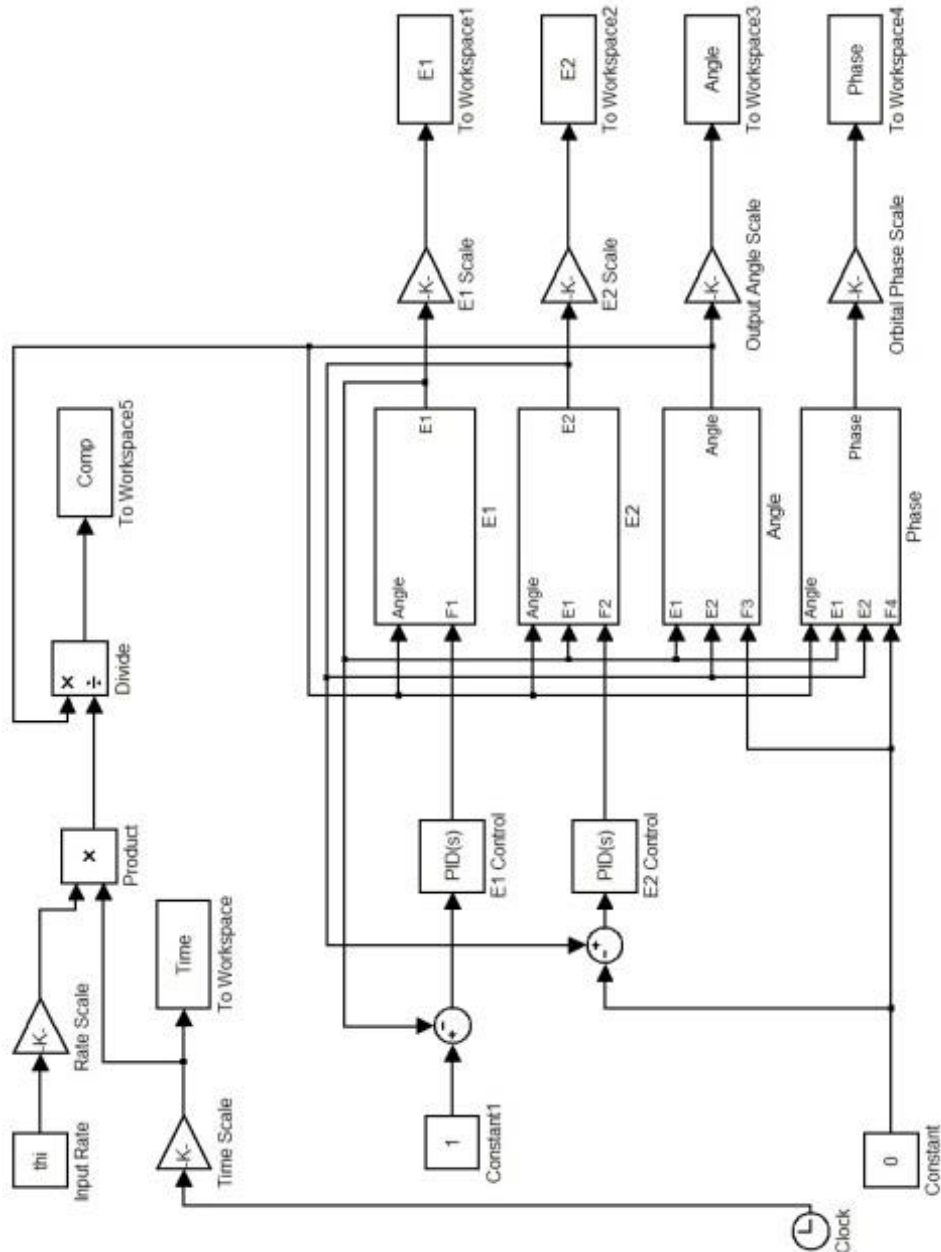 thi
Input Rate
-K-
Rate Scale
×
Product
×
÷
Divide
Comp
To Workspace5
-K-
Time Scale
Time
To Workspace
Clock
1
Constant1
+
-
PID(s)
E1 Control
Angle
F1
E1
E1
-K-
E1 Scale
E1
To Workspace1
-
+
PID(s)
E2 Control
Angle
E1
F2
E2
E2
-K-
E2 Scale
E2
To Workspace2
E1
E2
F3
Angle
Angle
-K-
Output Angle Scale
Angle
To Workspace3
0
Constant
Angle
E1
E2
F4
Phase
Phase
-K-
Orbital Phase Scale
Phase
To Workspace4